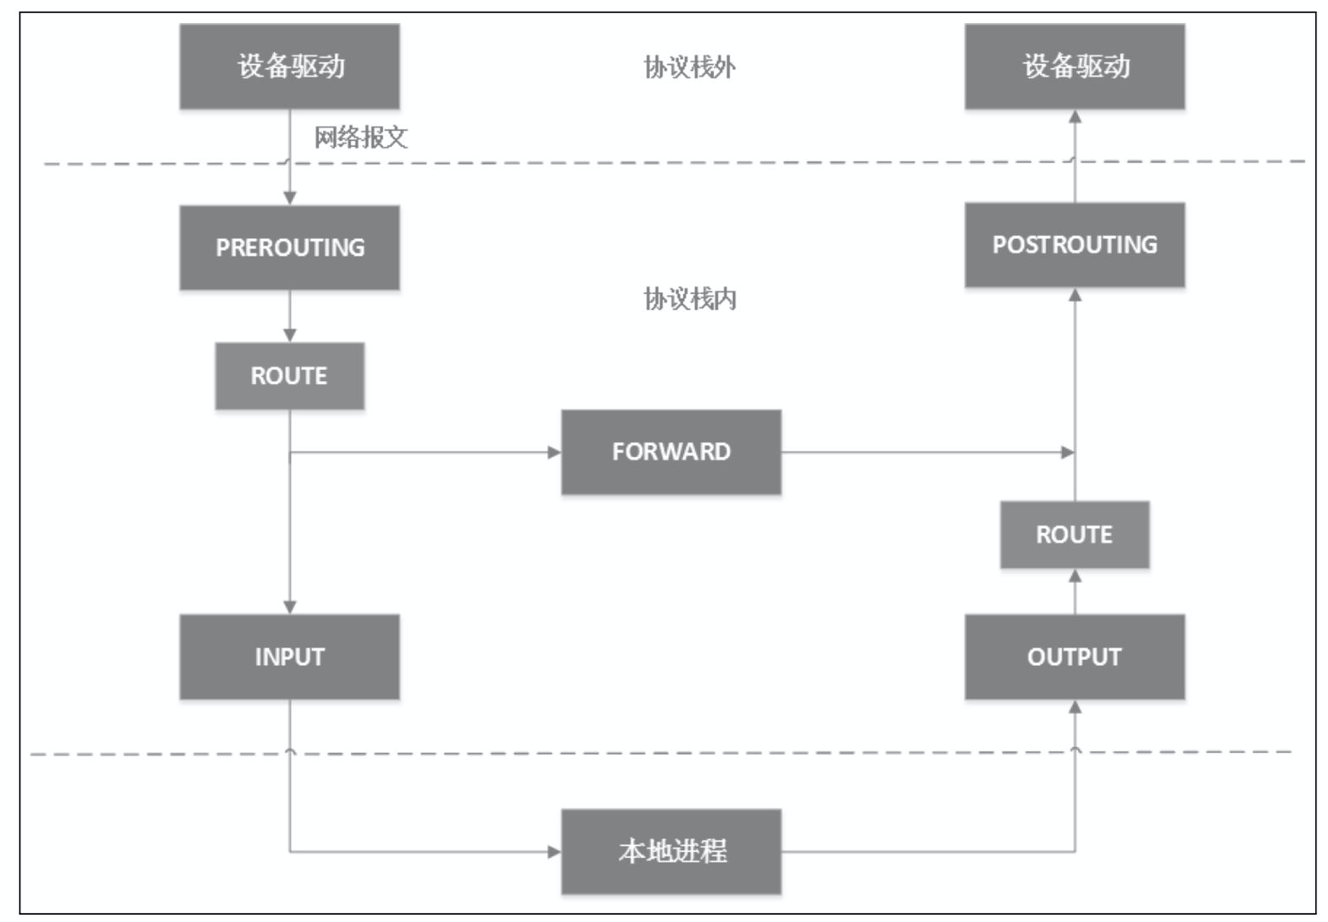 设备驱动
协议栈外
设备驱动
网络报文
PREROUTING
POSTROUTING
协议栈内
ROUTE
FORWARD
ROUTE
INPUT
OUTPUT
本地进程